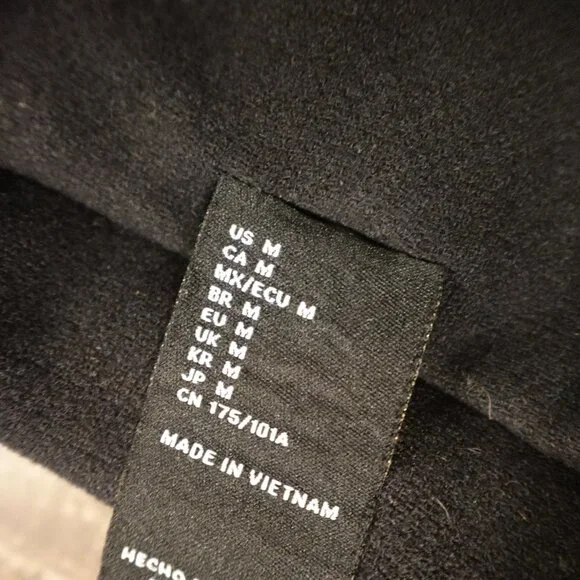 US M
CA M
MX/ECU M
BR M
EU M
UK M
KR M
JP M
CN 175/101A
MADE IN VIETNAM
HECHO